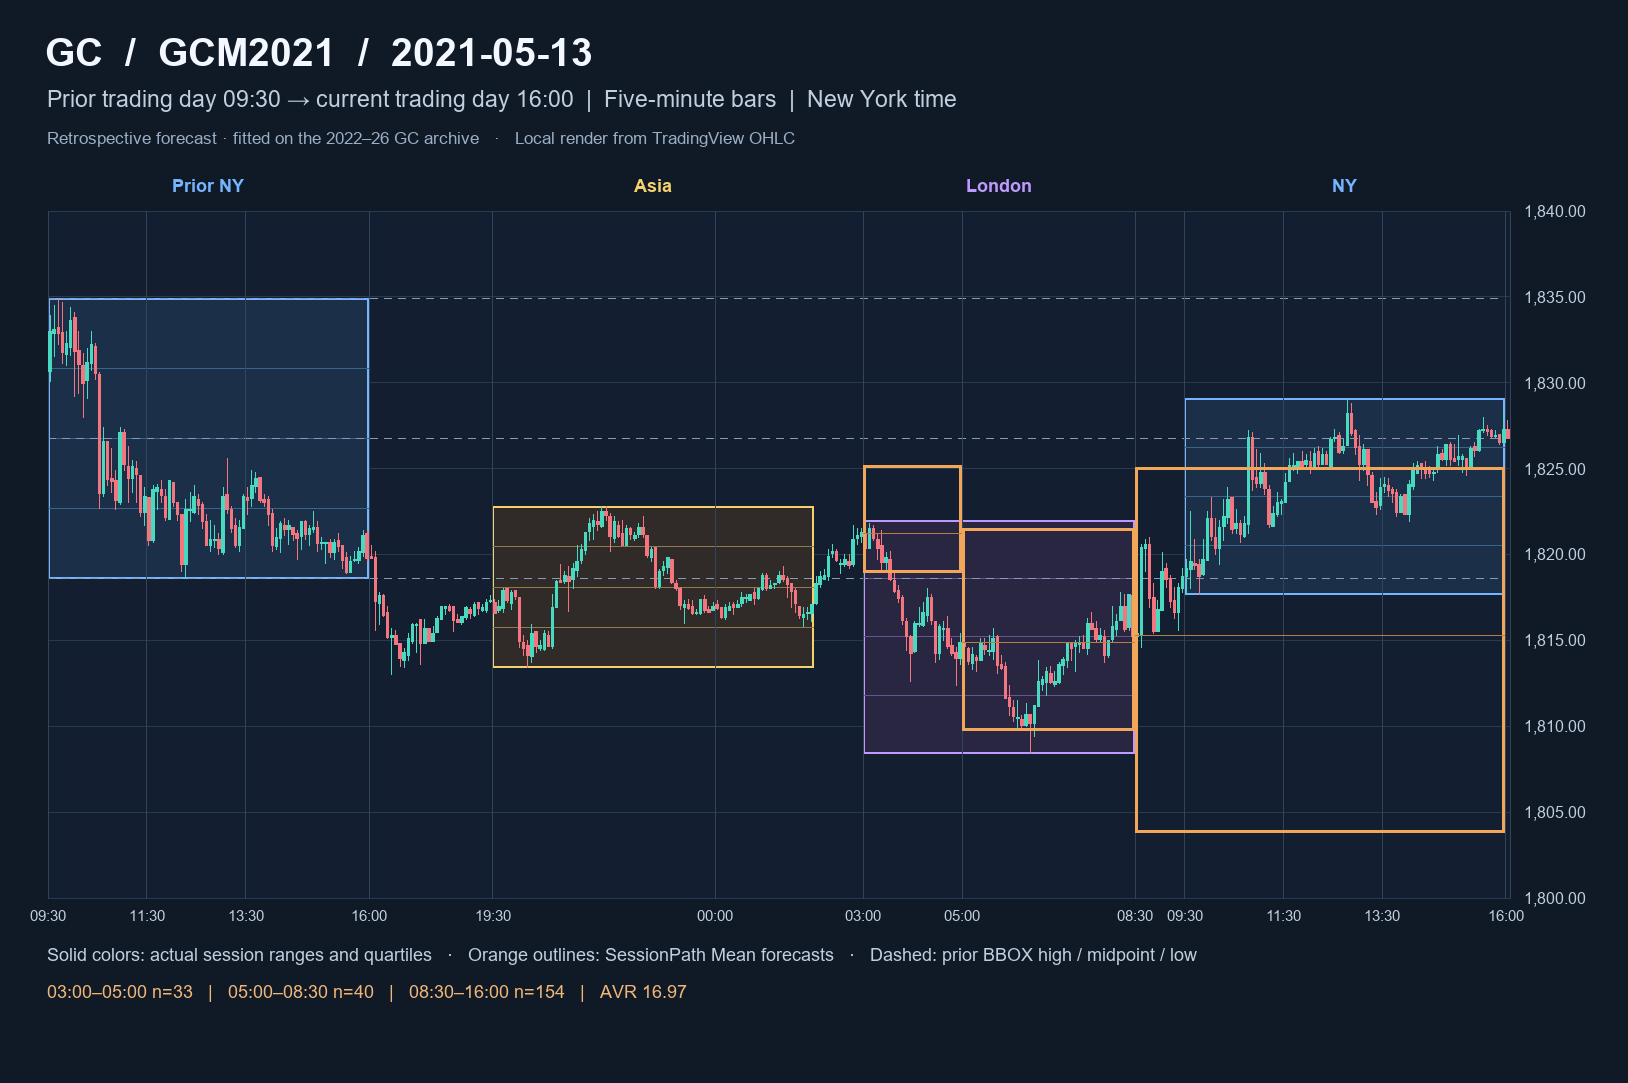 GC / GCM2021 / 2021-05-13
Prior trading day 09:30 → current trading day 16:00 | Five-minute bars | New York time
Retrospective forecast · fitted on the 2022–26 GC archive · Local render from TradingView OHLC
Prior NY Asia London NY
1,840.00
1,835.00
1,830.00
1,825.00
1,820.00
1,815.00
1,810.00
1,805.00
1,800.00
09:30 11:30 13:30 16:00 19:30 00:00 03:00 05:00 08:30 09:30 11:30 13:30 16:00
Solid colors: actual session ranges and quartiles · Orange outlines: SessionPath Mean forecasts · Dashed: prior BBOX high / midpoint / low
03:00–05:00 n=33 | 05:00–08:30 n=40 | 08:30–16:00 n=154 | AVR 16.97